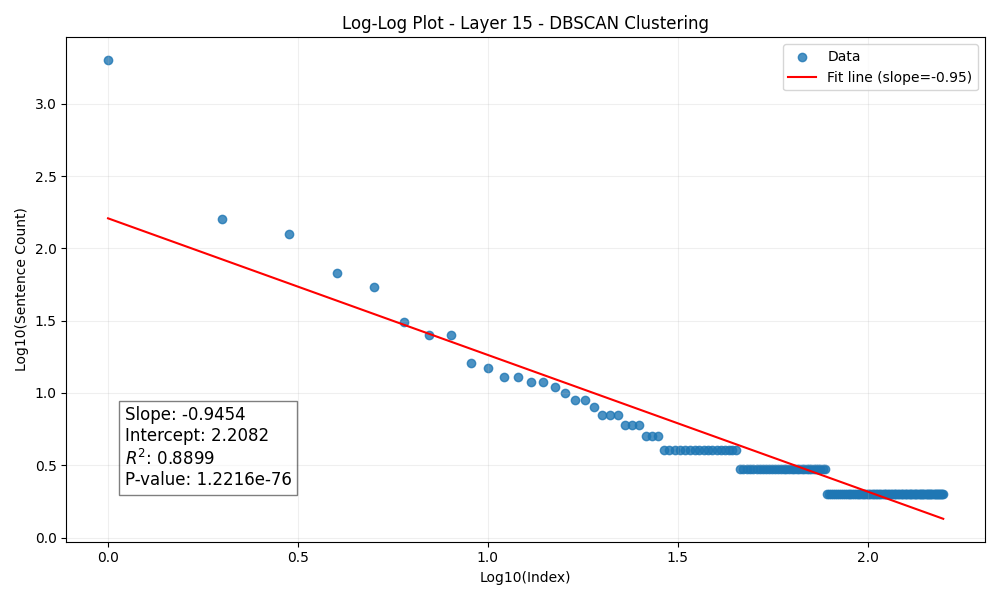 Log-Log Plot - Layer 15 - DBSCAN Clustering
Data
Fit line (slope=-0.95)
Log10(Sentence Count)
3.0
2.5
2.0
1.5
1.0
0.5
0.0
Slope: -0.9454
Intercept: 2.2082
R²: 0.8899
P-value: 1.2216e-76
0.0 0.5 1.0 1.5 2.0
Log10(Index)